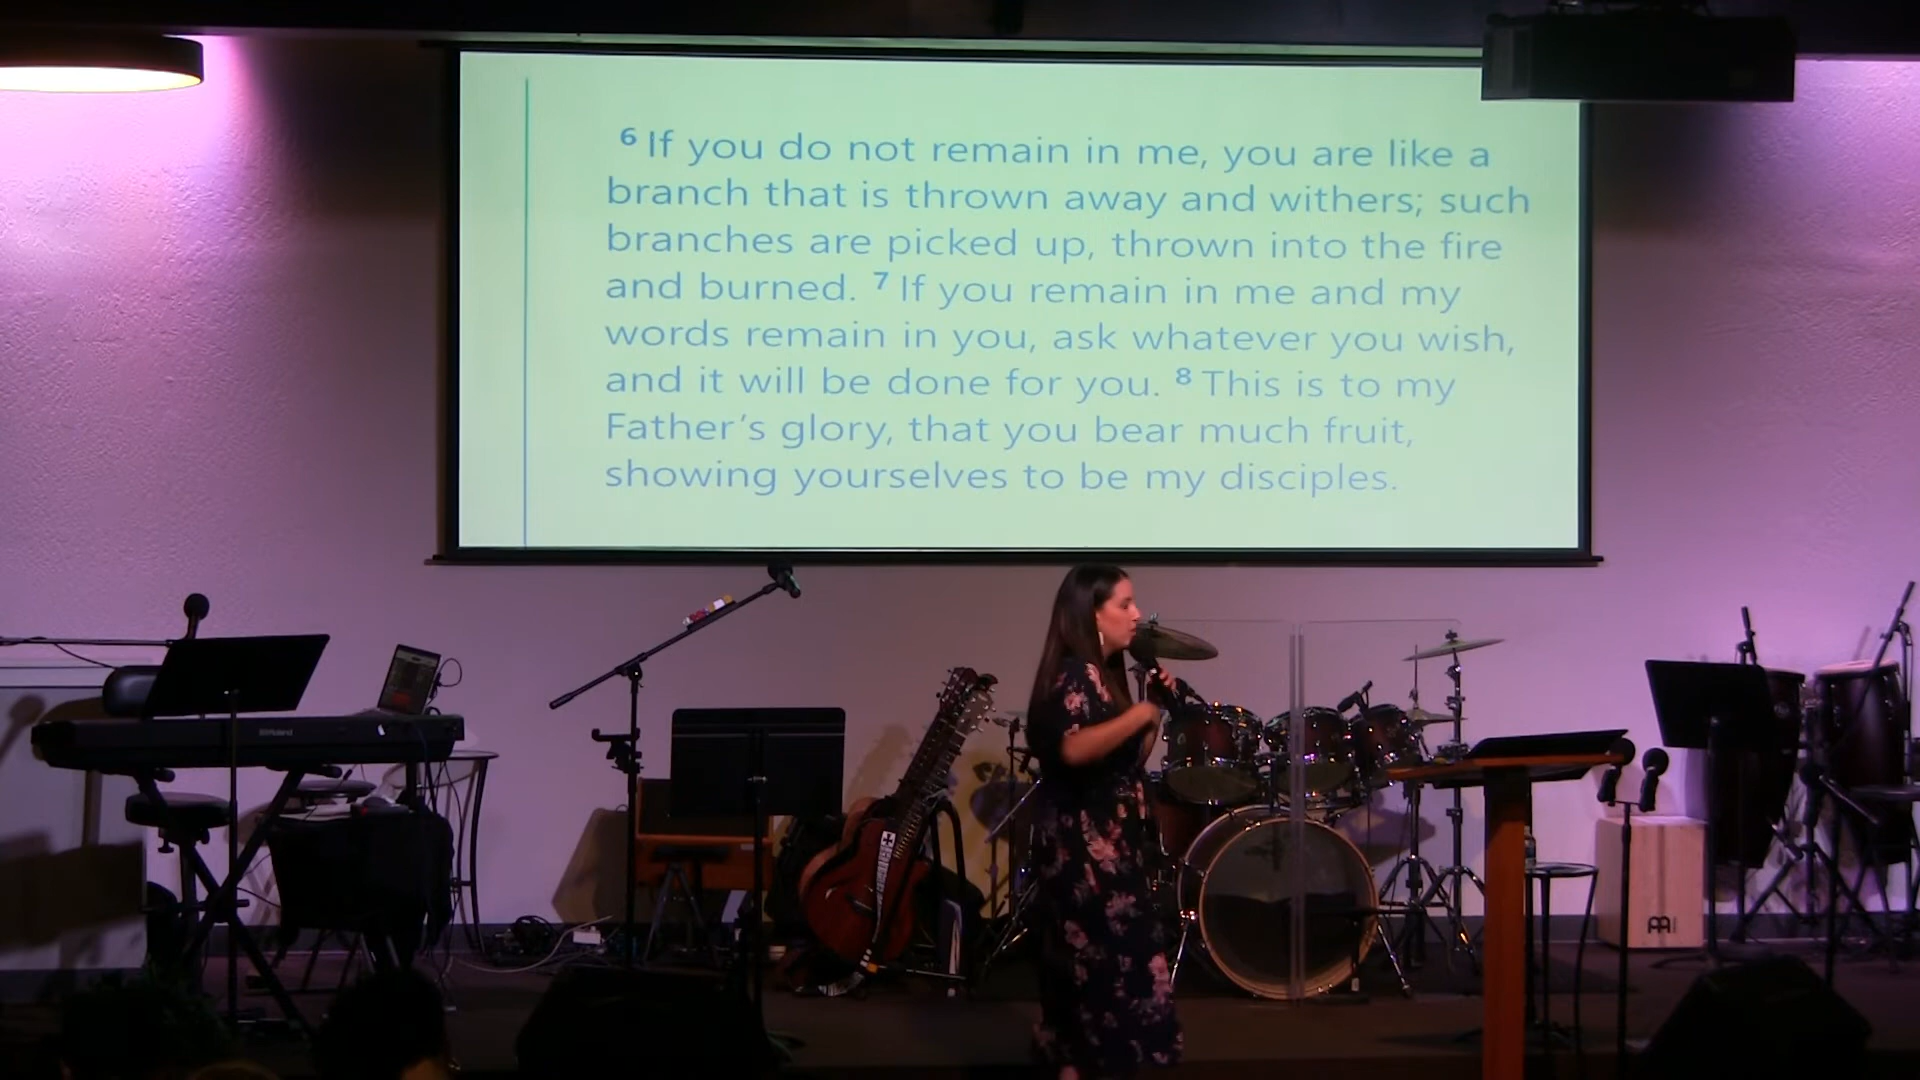 6 If you do not remain in me, you are like a
branch that is thrown away and withers; such
branches are picked up, thrown into the fire
and burned. 7 If you remain in me and my
words remain in you, ask whatever you wish,
and it will be done for you. 8 This is to my
Father's glory, that you bear much fruit,
showing yourselves to be my disciples.
Roland